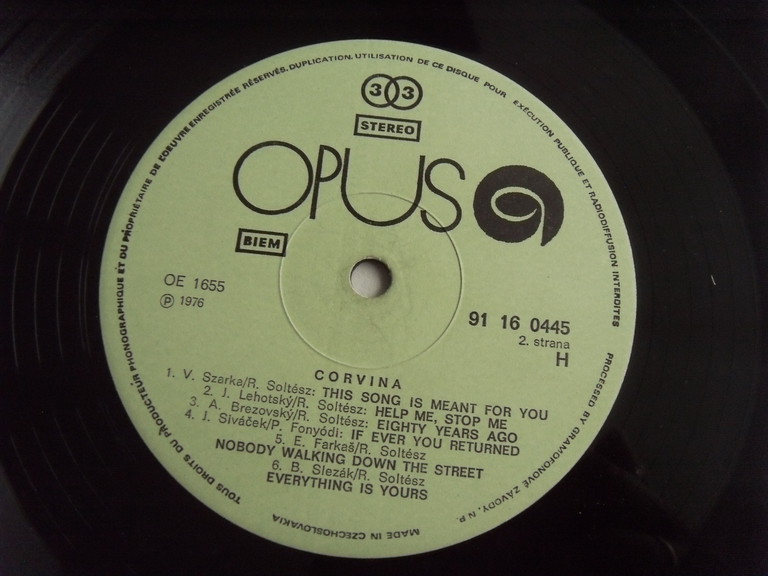 TOUS DROITS DU PRODUCTEUR PHONOGRAPHIQUE ET DU PROPRIÉTAIRE DE L'OEUVRE ENREGISTRÉE RÉSERVÉS. DUPLICATION, UTILISATION DE CE DISQUE POUR EXÉCUTION PUBLIQUE ET RADIODIFFUSION INTERDITES
33
STEREO
OPUS
BIEM
OE 1655
Ⓟ 1976
91 16 0445
2. strana
H
CORVINA
1. V. Szarka/R. Soltész: THIS SONG IS MEANT FOR YOU
2. J. Lehotský/R. Soltész: HELP ME, STOP ME
3. A. Brezovský/R. Soltész: EIGHTY YEARS AGO
4. J. Siváček/P. Fonyódi: IF EVER YOU RETURNED
5. E. Farkaš/R. Soltész
NOBODY WALKING DOWN THE STREET
6. B. Slezák/R. Soltész
EVERYTHING IS YOURS
PROCESSED BY GRAMOFONOVÉ ZÁVODY, N. P.
MADE IN CZECHOSLOVAKIA